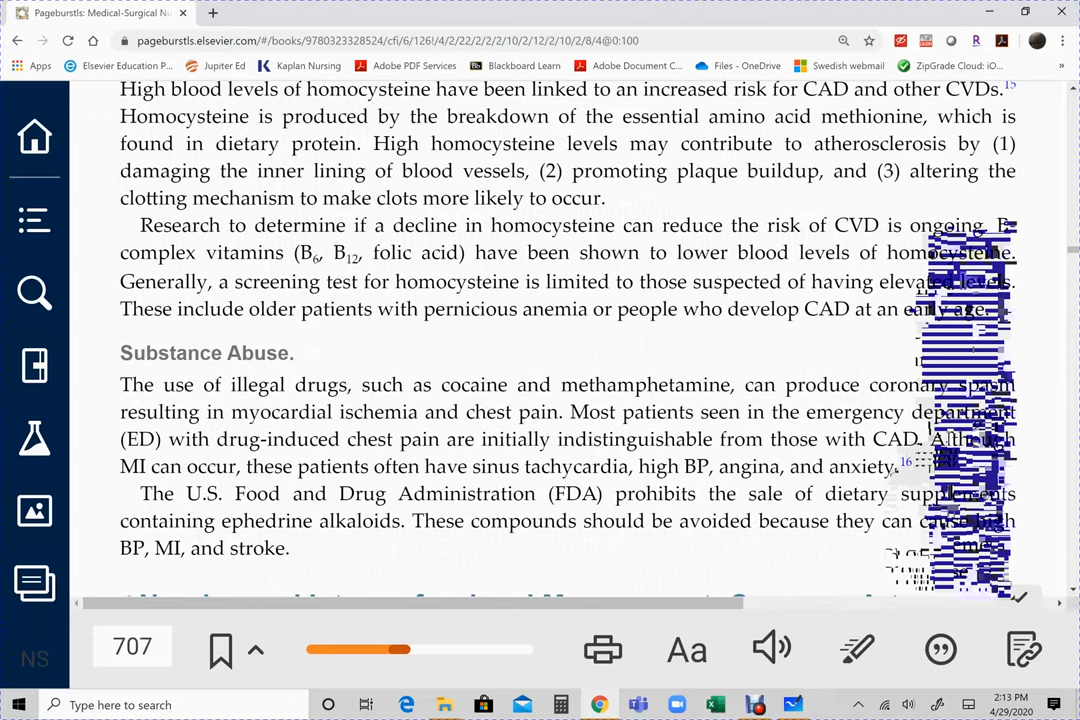 Pageburstls: Medical-Surgical Nu
pageburstls.elsevier.com/#/books/9780323328524/cfi/6/126!/4/2/22/2/2/2/10/2/12/2/10/2/8/4@0:100
Apps Elsevier Education P... Jupiter Ed Kaplan Nursing Adobe PDF Services Blackboard Learn Adobe Document C... Files - OneDrive Swedish webmail ZipGrade Cloud: iO... »
High blood levels of homocysteine have been linked to an increased risk for CAD and other CVDs.15
Homocysteine is produced by the breakdown of the essential amino acid methionine, which is
found in dietary protein. High homocysteine levels may contribute to atherosclerosis by (1)
damaging the inner lining of blood vessels, (2) promoting plaque buildup, and (3) altering the
clotting mechanism to make clots more likely to occur.
Research to determine if a decline in homocysteine can reduce the risk of CVD is ongoing. B-
complex vitamins (B6, B12, folic acid) have been shown to lower blood levels of homocysteine.
Generally, a screening test for homocysteine is limited to those suspected of having elevated levels.
These include older patients with pernicious anemia or people who develop CAD at an early age.
Substance Abuse.
The use of illegal drugs, such as cocaine and methamphetamine, can produce coronary spasm
resulting in myocardial ischemia and chest pain. Most patients seen in the emergency department
(ED) with drug-induced chest pain are initially indistinguishable from those with CAD. Although
MI can occur, these patients often have sinus tachycardia, high BP, angina, and anxiety.16
The U.S. Food and Drug Administration (FDA) prohibits the sale of dietary supplements
containing ephedrine alkaloids. These compounds should be avoided because they can cause high
BP, MI, and stroke.
NS
707
Aa
Type here to search
2:13 PM
4/29/2020